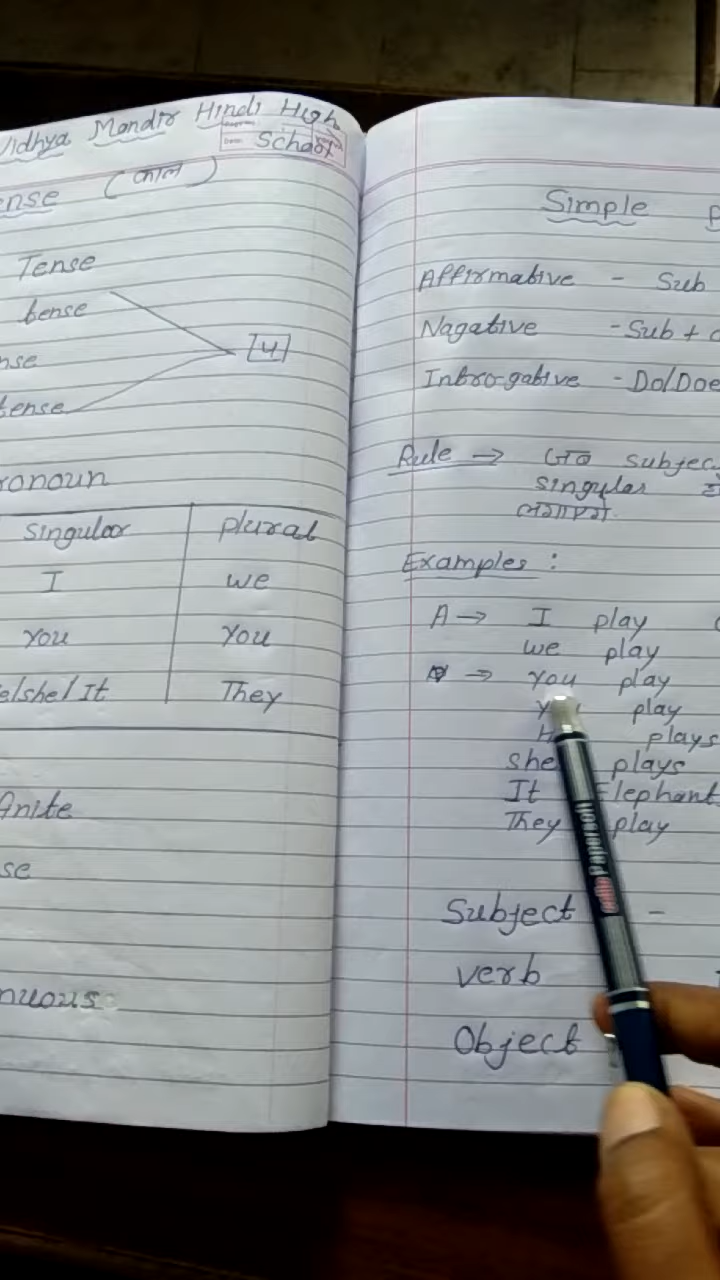 Vidhya Mandir Hindi High
School
ense (काल)
Tense
tense
nse
tense
4
ronoun
Singular plural
I we
You You
e/she/It They
finite
se
nuous
Simple P
Affirmative - Sub
Nagative - Sub +
Introgative - Do/Doe
Rule → जब subject
singular
लगाएंगे.
Examples :
A → I play
we play
→ You play
play
plays
she plays
It Elephant
They play
Subject -
verb
Object